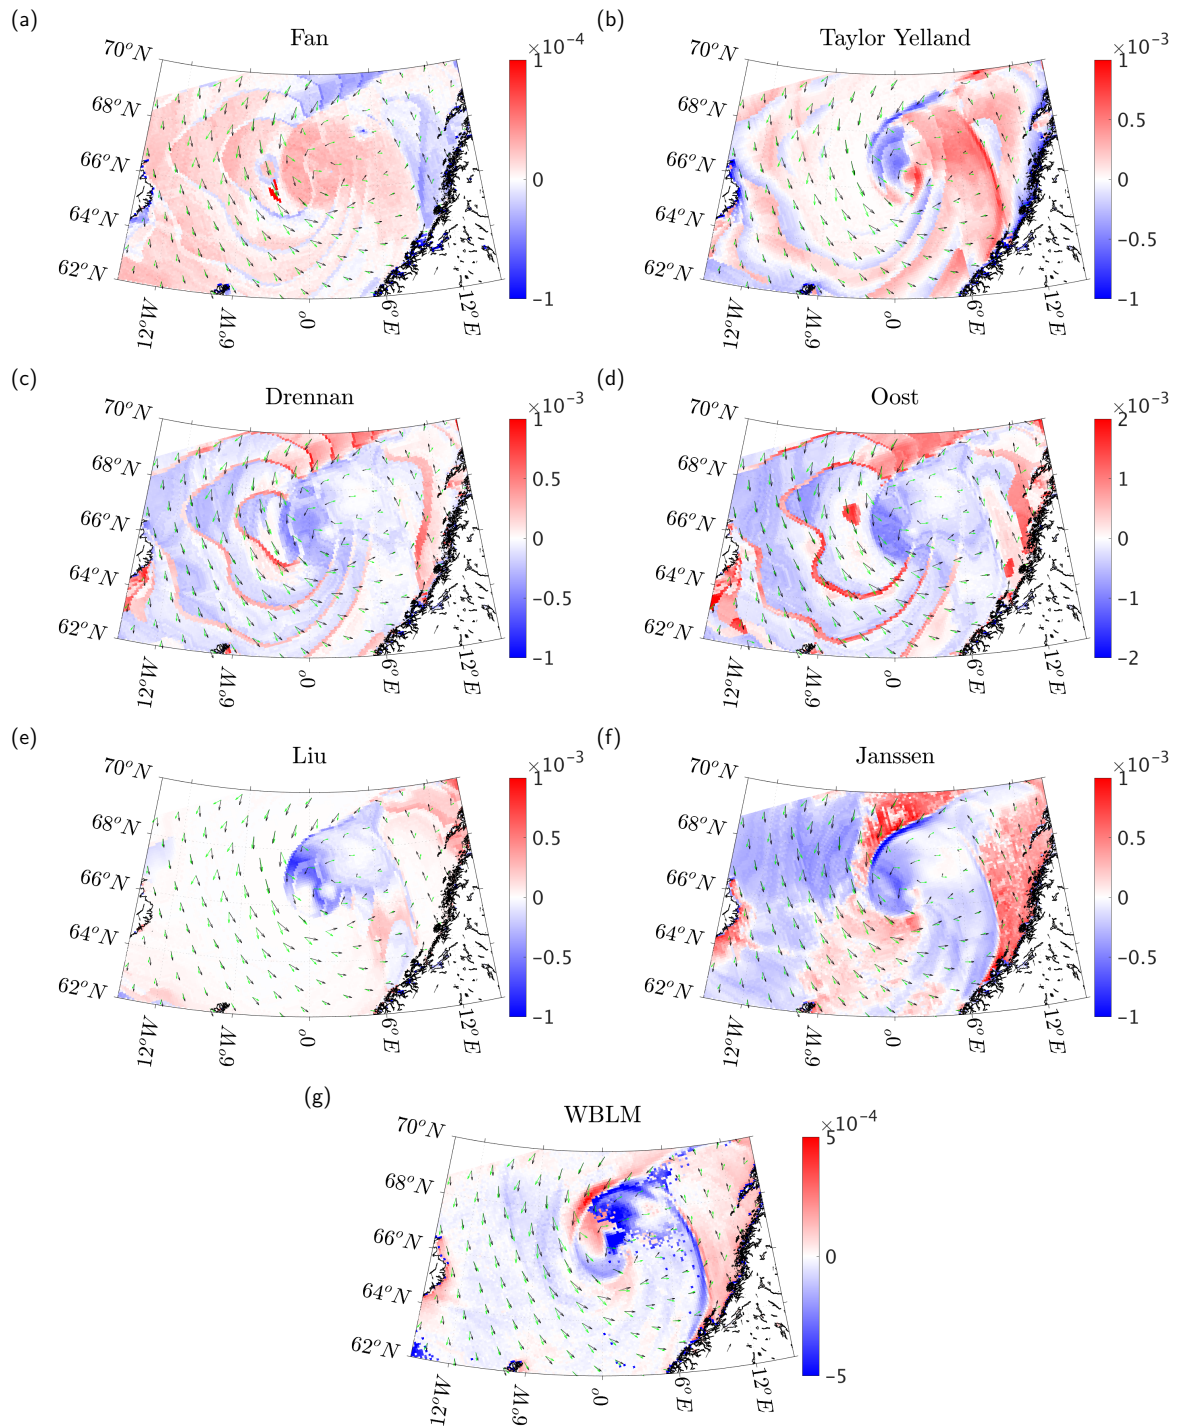 (a)
Fan
×10⁻⁴
70°N
68°N
66°N
64°N
62°N
12°W
6°W
0°
6°E
12°E
1
0
−1
(b)
Taylor Yelland
×10⁻³
70°N
68°N
66°N
64°N
62°N
12°W
6°W
0°
6°E
12°E
1
0.5
0
−0.5
−1
(c)
Drennan
×10⁻³
70°N
68°N
66°N
64°N
62°N
12°W
6°W
0°
6°E
12°E
1
0.5
0
−0.5
−1
(d)
Oost
×10⁻³
70°N
68°N
66°N
64°N
62°N
12°W
6°W
0°
6°E
12°E
2
1
0
−1
−2
(e)
Liu
×10⁻³
70°N
68°N
66°N
64°N
62°N
12°W
6°W
0°
6°E
12°E
1
0.5
0
−0.5
−1
(f)
Janssen
×10⁻³
70°N
68°N
66°N
64°N
62°N
12°W
6°W
0°
6°E
12°E
1
0.5
0
−0.5
−1
(g)
WBLM
×10⁻⁴
70°N
68°N
66°N
64°N
62°N
12°W
6°W
0°
6°E
12°E
5
0
−5